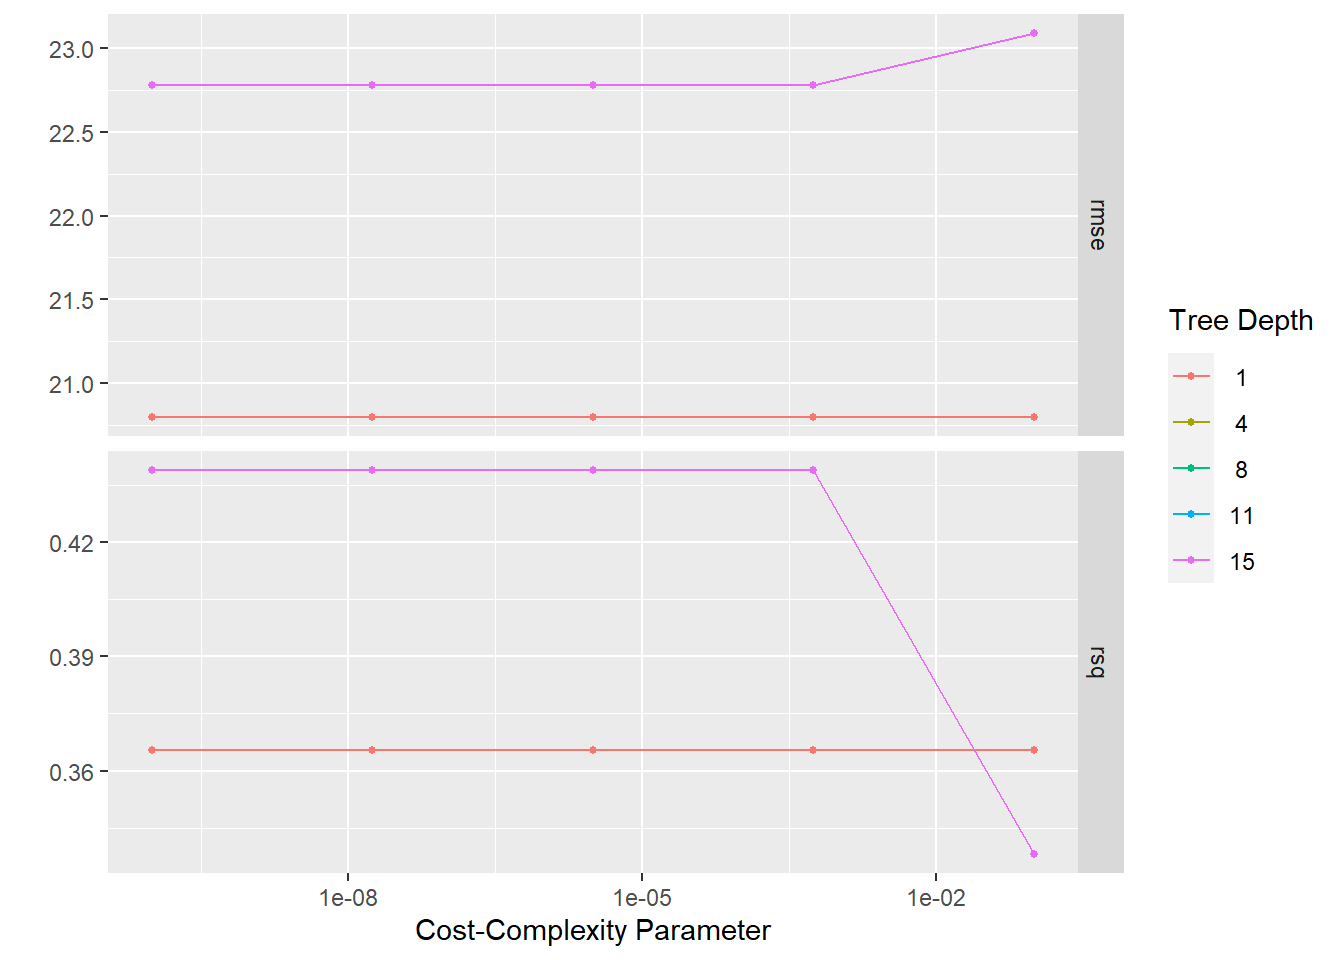 23.0
22.5
22.0
21.5
21.0
rmse
0.42
0.39
0.36
rsq
1e-08
1e-05
1e-02
Cost-Complexity Parameter
Tree Depth
1
4
8
11
15